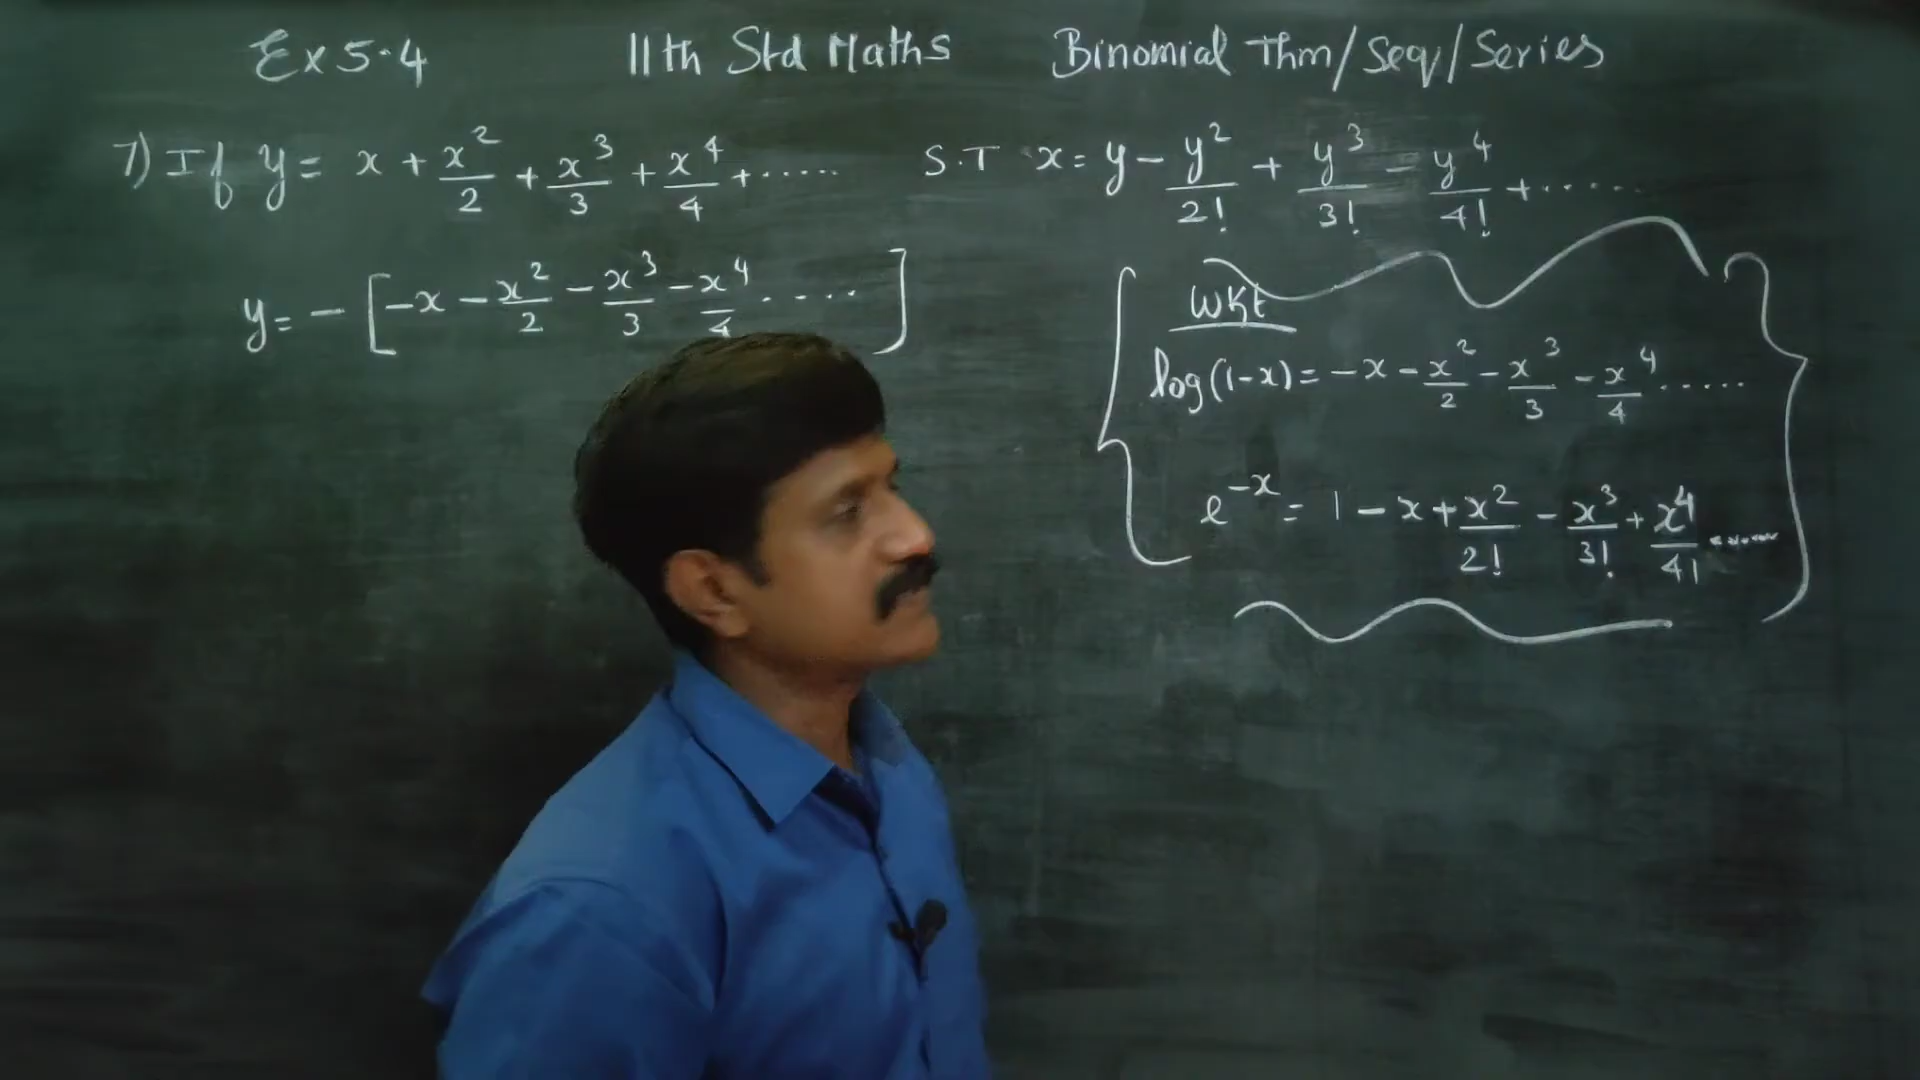 Ex 5.4 11th Std Maths Binomial Thm/Seq/Series
7) If y = x + x²/2 + x³/3 + x⁴/4 + ..... S.T x = y - y²/2! + y³/3! - y⁴/4! + ......
y = - [-x - x²/2 - x³/3 - x⁴/4 .....]
WKt
log(1-x) = -x - x²/2 - x³/3 - x⁴/4 .....
e⁻ˣ = 1 - x + x²/2! - x³/3! + x⁴/4! ......